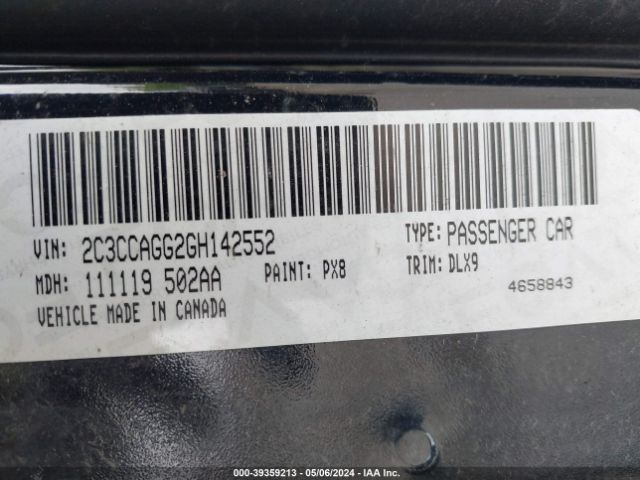 VIN: 2C3CCAGG2GH142552
TYPE: PASSENGER CAR
MDH: 111119 502AA
PAINT: PX8
TRIM: DLX9
VEHICLE MADE IN CANADA
4658843
000-39359213 - 05/06/2024 - IAA Inc.